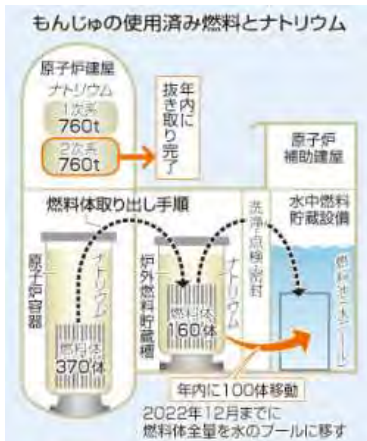 もんじゅの使用済み燃料とナトリウム
原子炉建屋
ナトリウム
1次系
760t
2次系
760t
年内に
抜き取り完了
原子炉
補助建屋
燃料体取り出し手順
洗浄・点検・密封
水中燃料
貯蔵設備
原子炉容器
ナトリウム
燃料体
370体
炉外燃料貯蔵槽
ナトリウム
燃料体
160体
燃料池(水プール)
年内に100体移動
2022年12月までに
燃料体全量を水のプールに移す